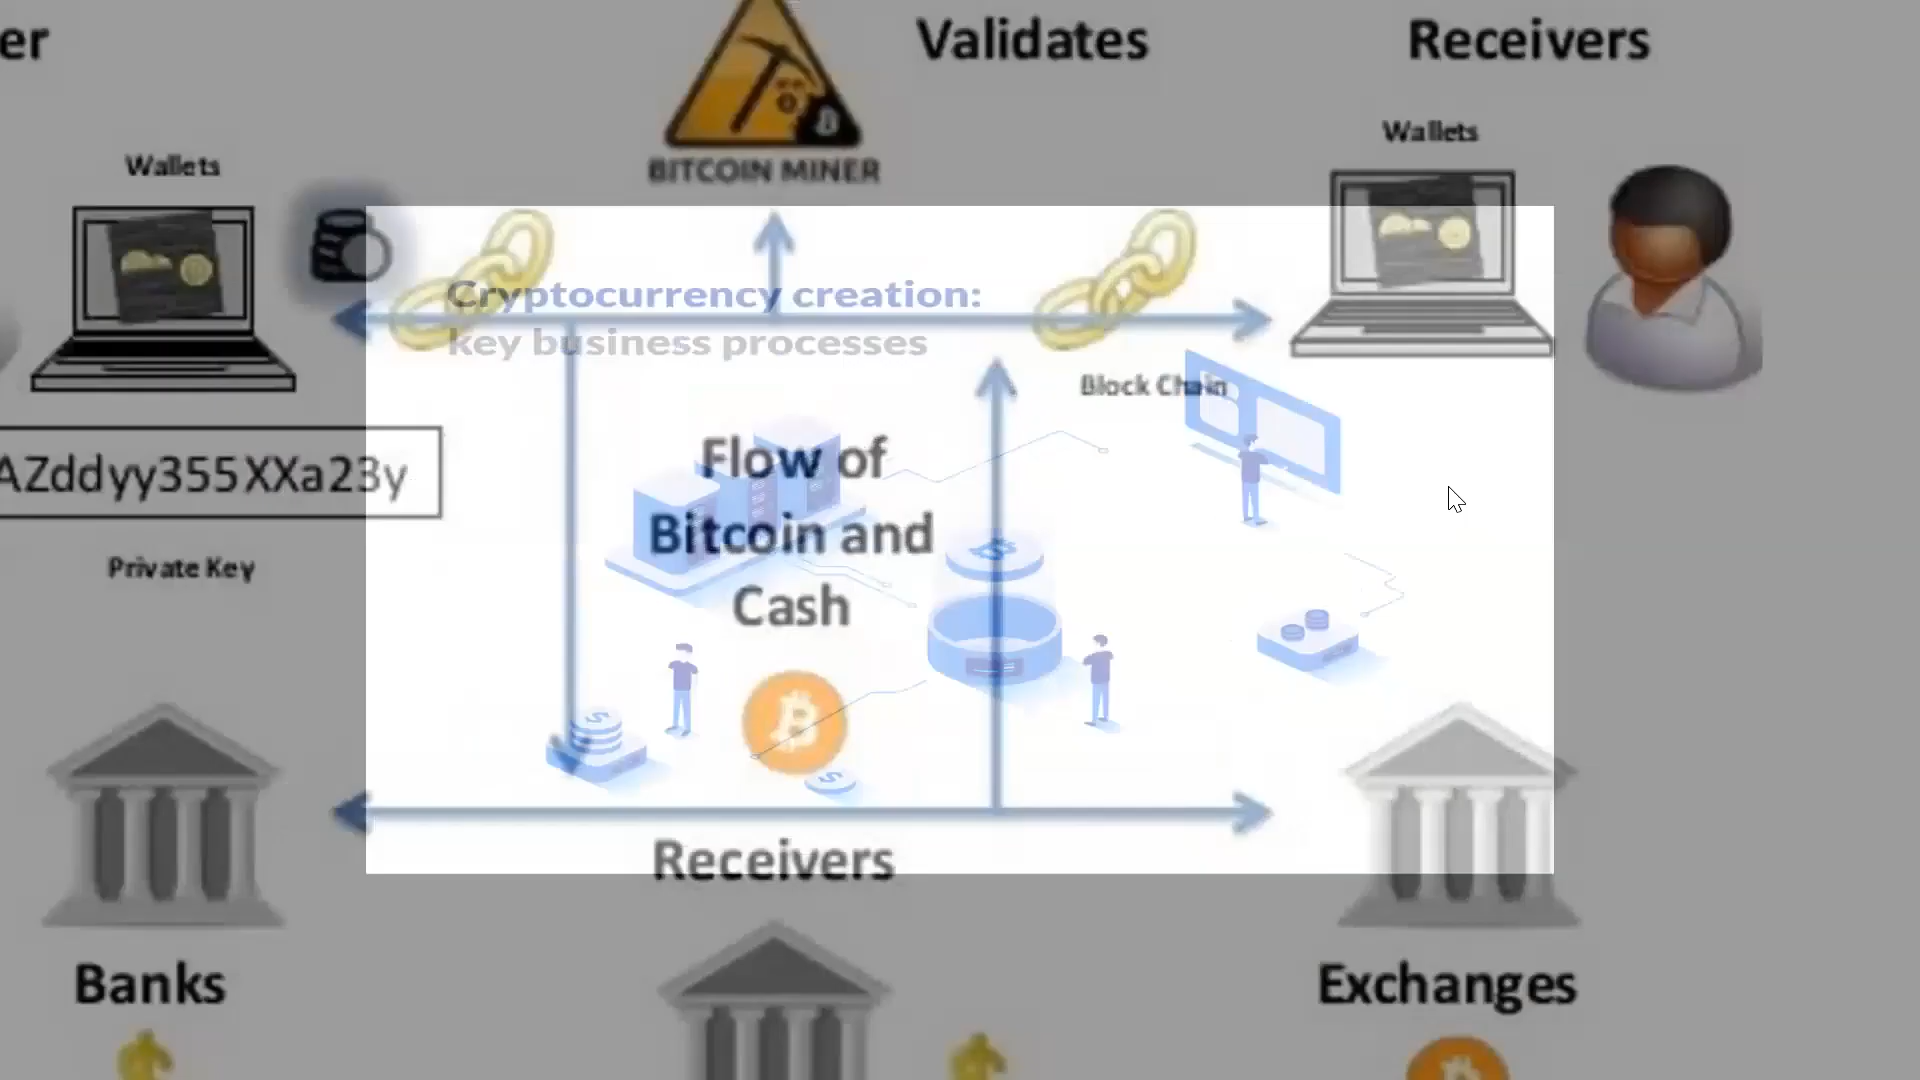 er
Validates
Receivers
Wallets
BITCOIN MINER
Wallets
Cryptocurrency creation:
key business processes
Block Chain
AZddyy355XXa23y
Flow of
Bitcoin and
Cash
Private Key
Receivers
Banks
Exchanges